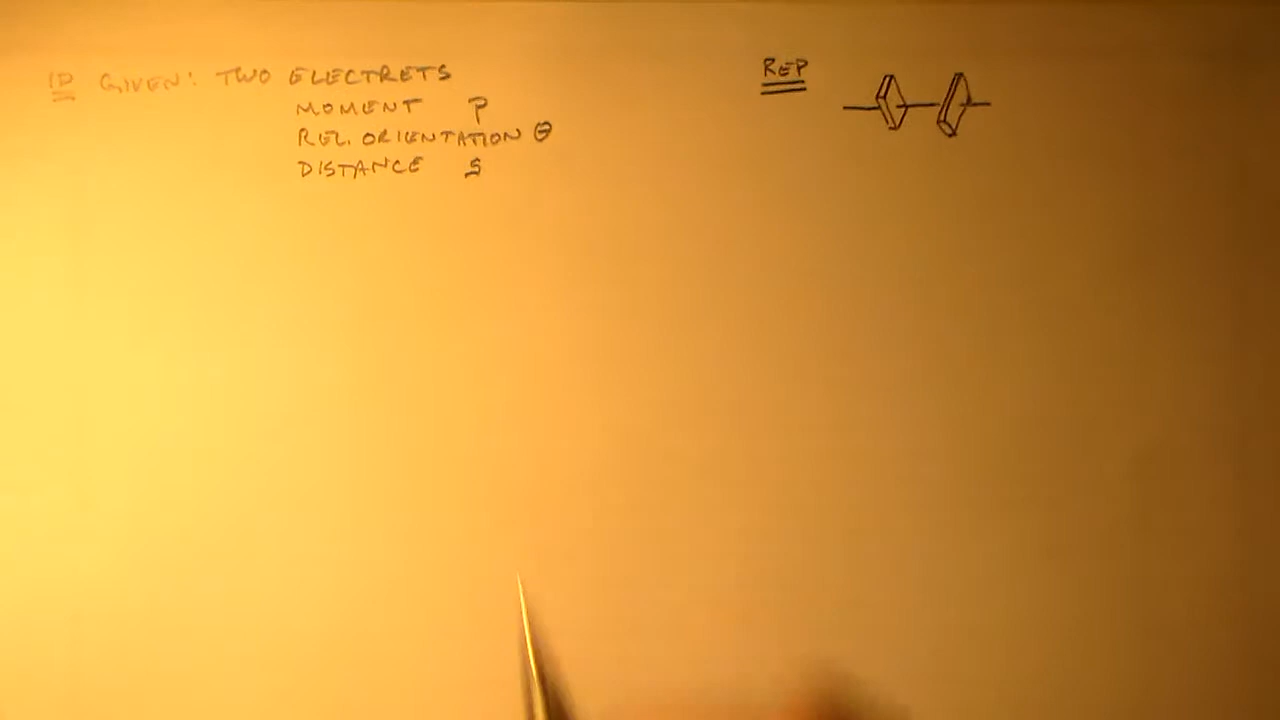 ID GIVEN: TWO ELECTRETS
MOMENT p
REL. ORIENTATION θ
DISTANCE s
REP